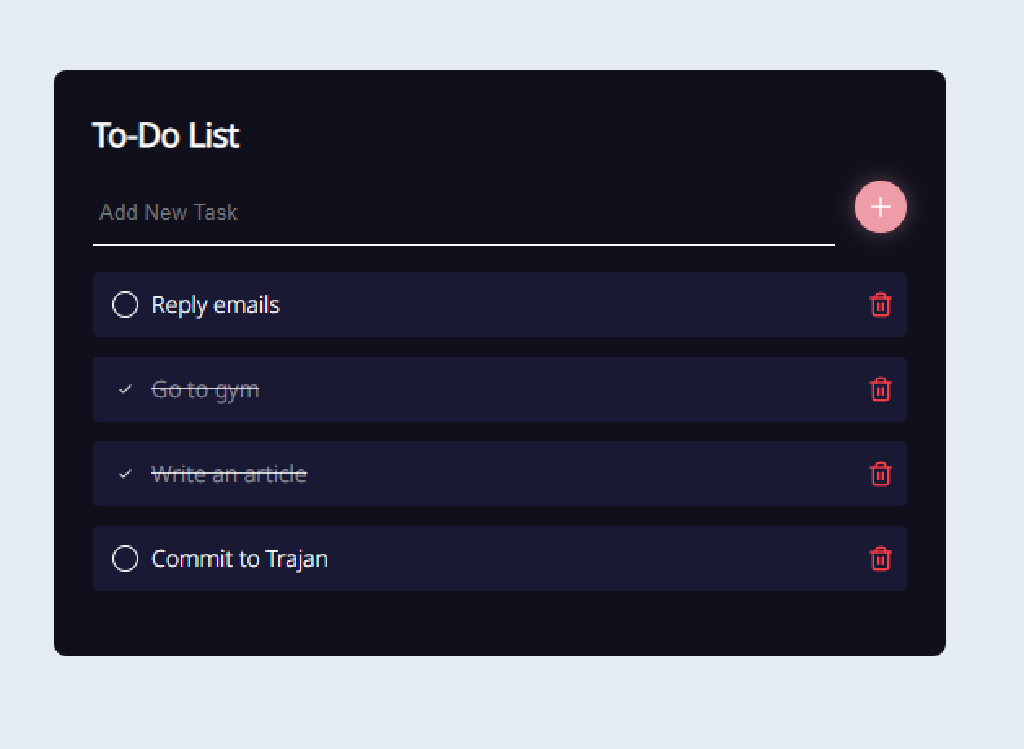 To-Do List
Add New Task
Reply emails
Go to gym
Write an article
Commit to Trajan